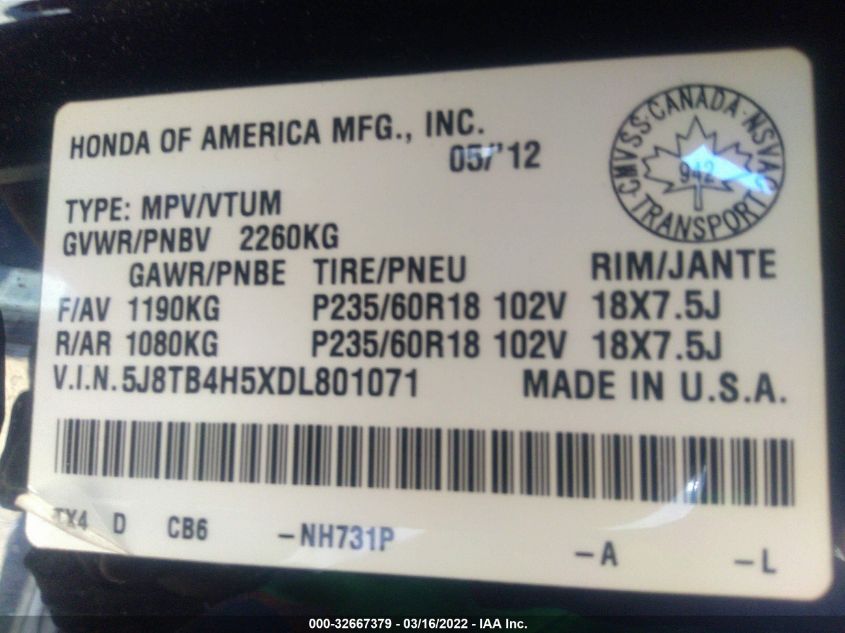 HONDA OF AMERICA MFG., INC.
05/'12
CMVSS·CANADA·NSVAC
942
·TRANSPORT·
TYPE: MPV/VTUM
GVWR/PNBV 2260KG
GAWR/PNBE TIRE/PNEU RIM/JANTE
F/AV 1190KG P235/60R18 102V 18X7.5J
R/AR 1080KG P235/60R18 102V 18X7.5J
V.I.N. 5J8TB4H5XDL801071 MADE IN U.S.A.
TX4 D CB6 -NH731P -A -L
000-32667379 - 03/16/2022 - IAA Inc.